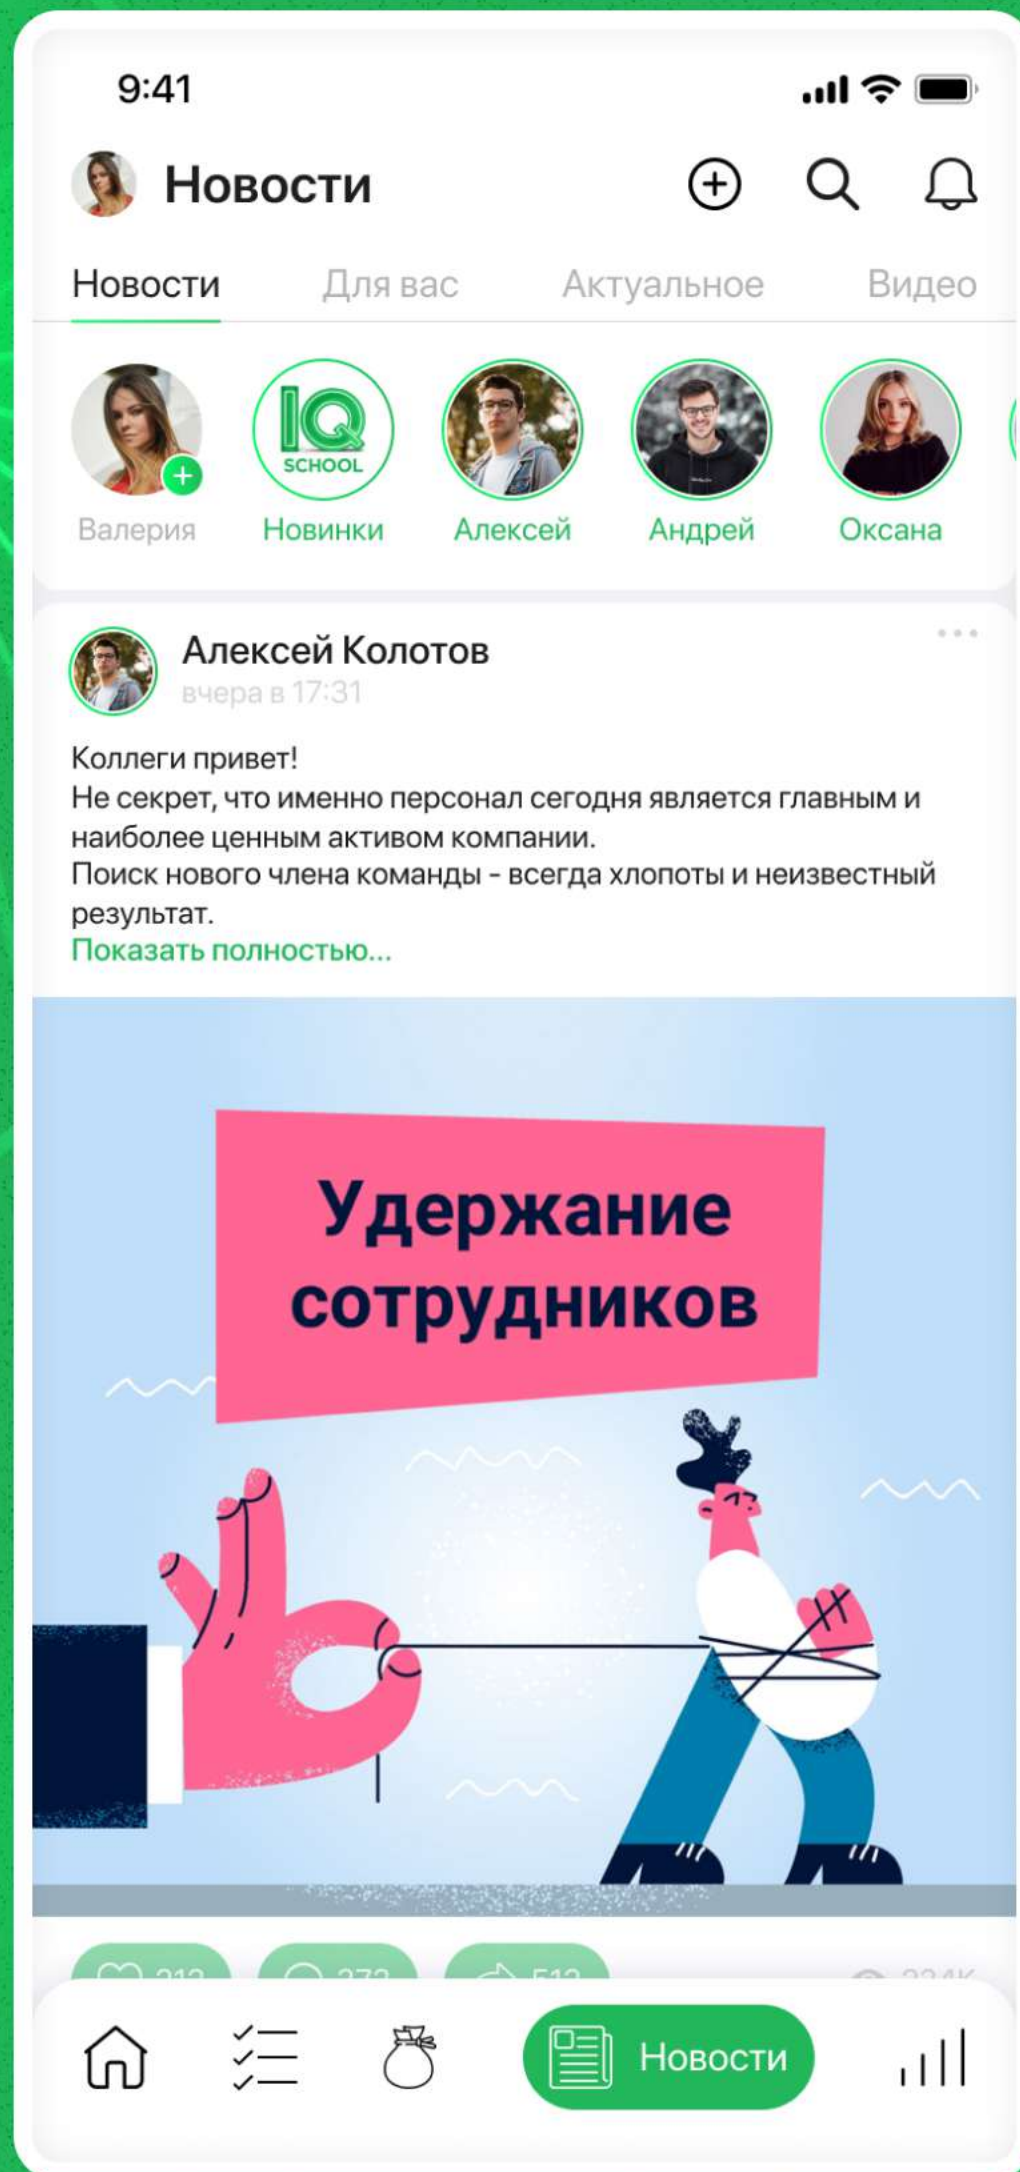 9:41
Новости
Новости Для вас Актуальное Видео
IQ
SCHOOL
Валерия Новинки Алексей Андрей Оксана
Алексей Колотов
вчера в 17:31
Коллеги привет!
Не секрет, что именно персонал сегодня является главным и
наиболее ценным активом компании.
Поиск нового члена команды - всегда хлопоты и неизвестный
результат.
Показать полностью...
Удержание
сотрудников
Новости